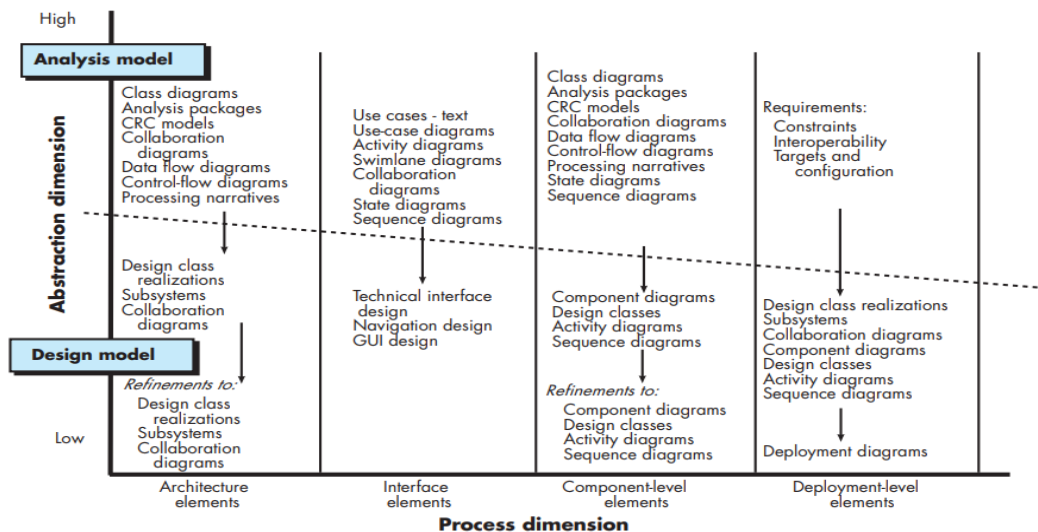 High
Analysis model
Abstraction dimension
Design model
Low
Class diagrams
Analysis packages
CRC models
Collaboration
diagrams
Data flow diagrams
Control-flow diagrams
Processing narratives
Design class
realizations
Subsystems
Collaboration
diagrams
Refinements to:
Design class
realizations
Subsystems
Collaboration
diagrams
Architecture
elements
Use cases - text
Use-case diagrams
Activity diagrams
Swimlane diagrams
Collaboration
diagrams
State diagrams
Sequence diagrams
Technical interface
design
Navigation design
GUI design
Interface
elements
Class diagrams
Analysis packages
CRC models
Collaboration diagrams
Data flow diagrams
Control-flow diagrams
Processing narratives
State diagrams
Sequence diagrams
Component diagrams
Design classes
Activity diagrams
Sequence diagrams
Refinements to:
Component diagrams
Design classes
Activity diagrams
Sequence diagrams
Component-level
elements
Requirements:
Constraints
Interoperability
Targets and
configuration
Design class realizations
Subsystems
Collaboration diagrams
Component diagrams
Design classes
Activity diagrams
Sequence diagrams
Deployment diagrams
Deployment-level
elements
Process dimension